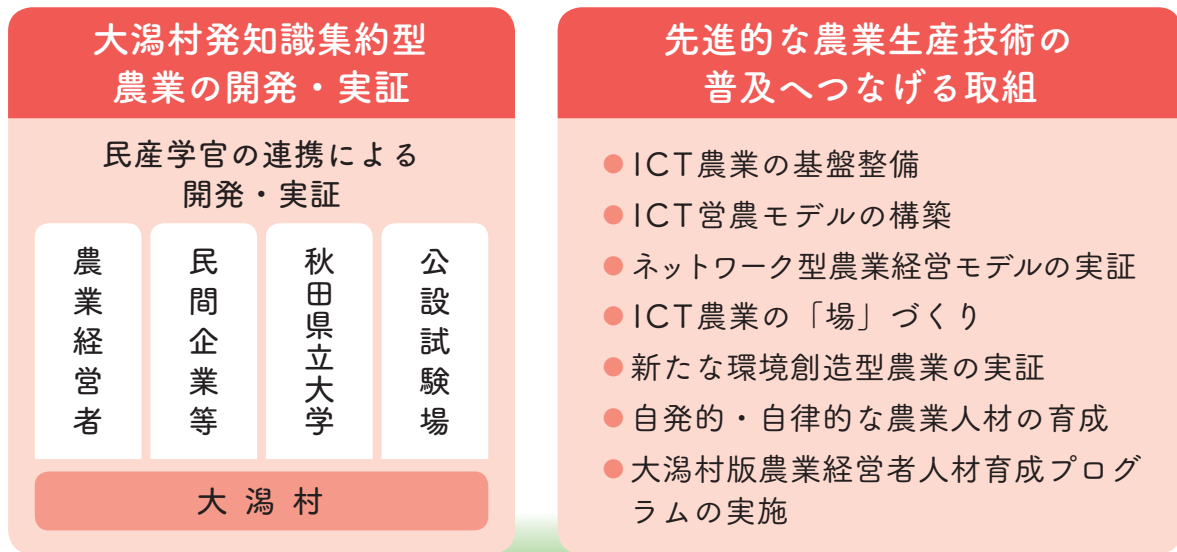 大潟村発知識集約型
農業の開発・実証
民産学官の連携による
開発・実証
農業経営者
民間企業等
秋田県立大学
公設試験場
大潟村
先進的な農業生産技術の
普及へつなげる取組
●ICT農業の基盤整備
●ICT営農モデルの構築
●ネットワーク型農業経営モデルの実証
●ICT農業の「場」づくり
●新たな環境創造型農業の実証
●自発的・自律的な農業人材の育成
●大潟村版農業経営者人材育成プログ
ラムの実施